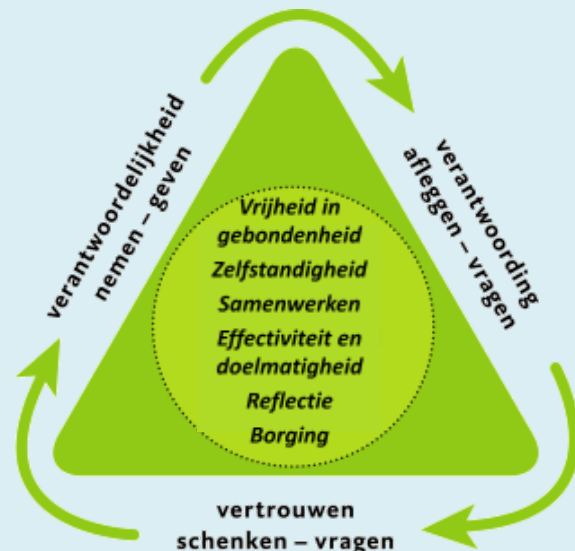 verantwoordelijkheid
nemen – geven
verantwoording
afleggen – vragen
Vrijheid in
gebondenheid
Zelfstandigheid
Samenwerken
Effectiviteit en
doelmatigheid
Reflectie
Borging
vertrouwen
schenken – vragen